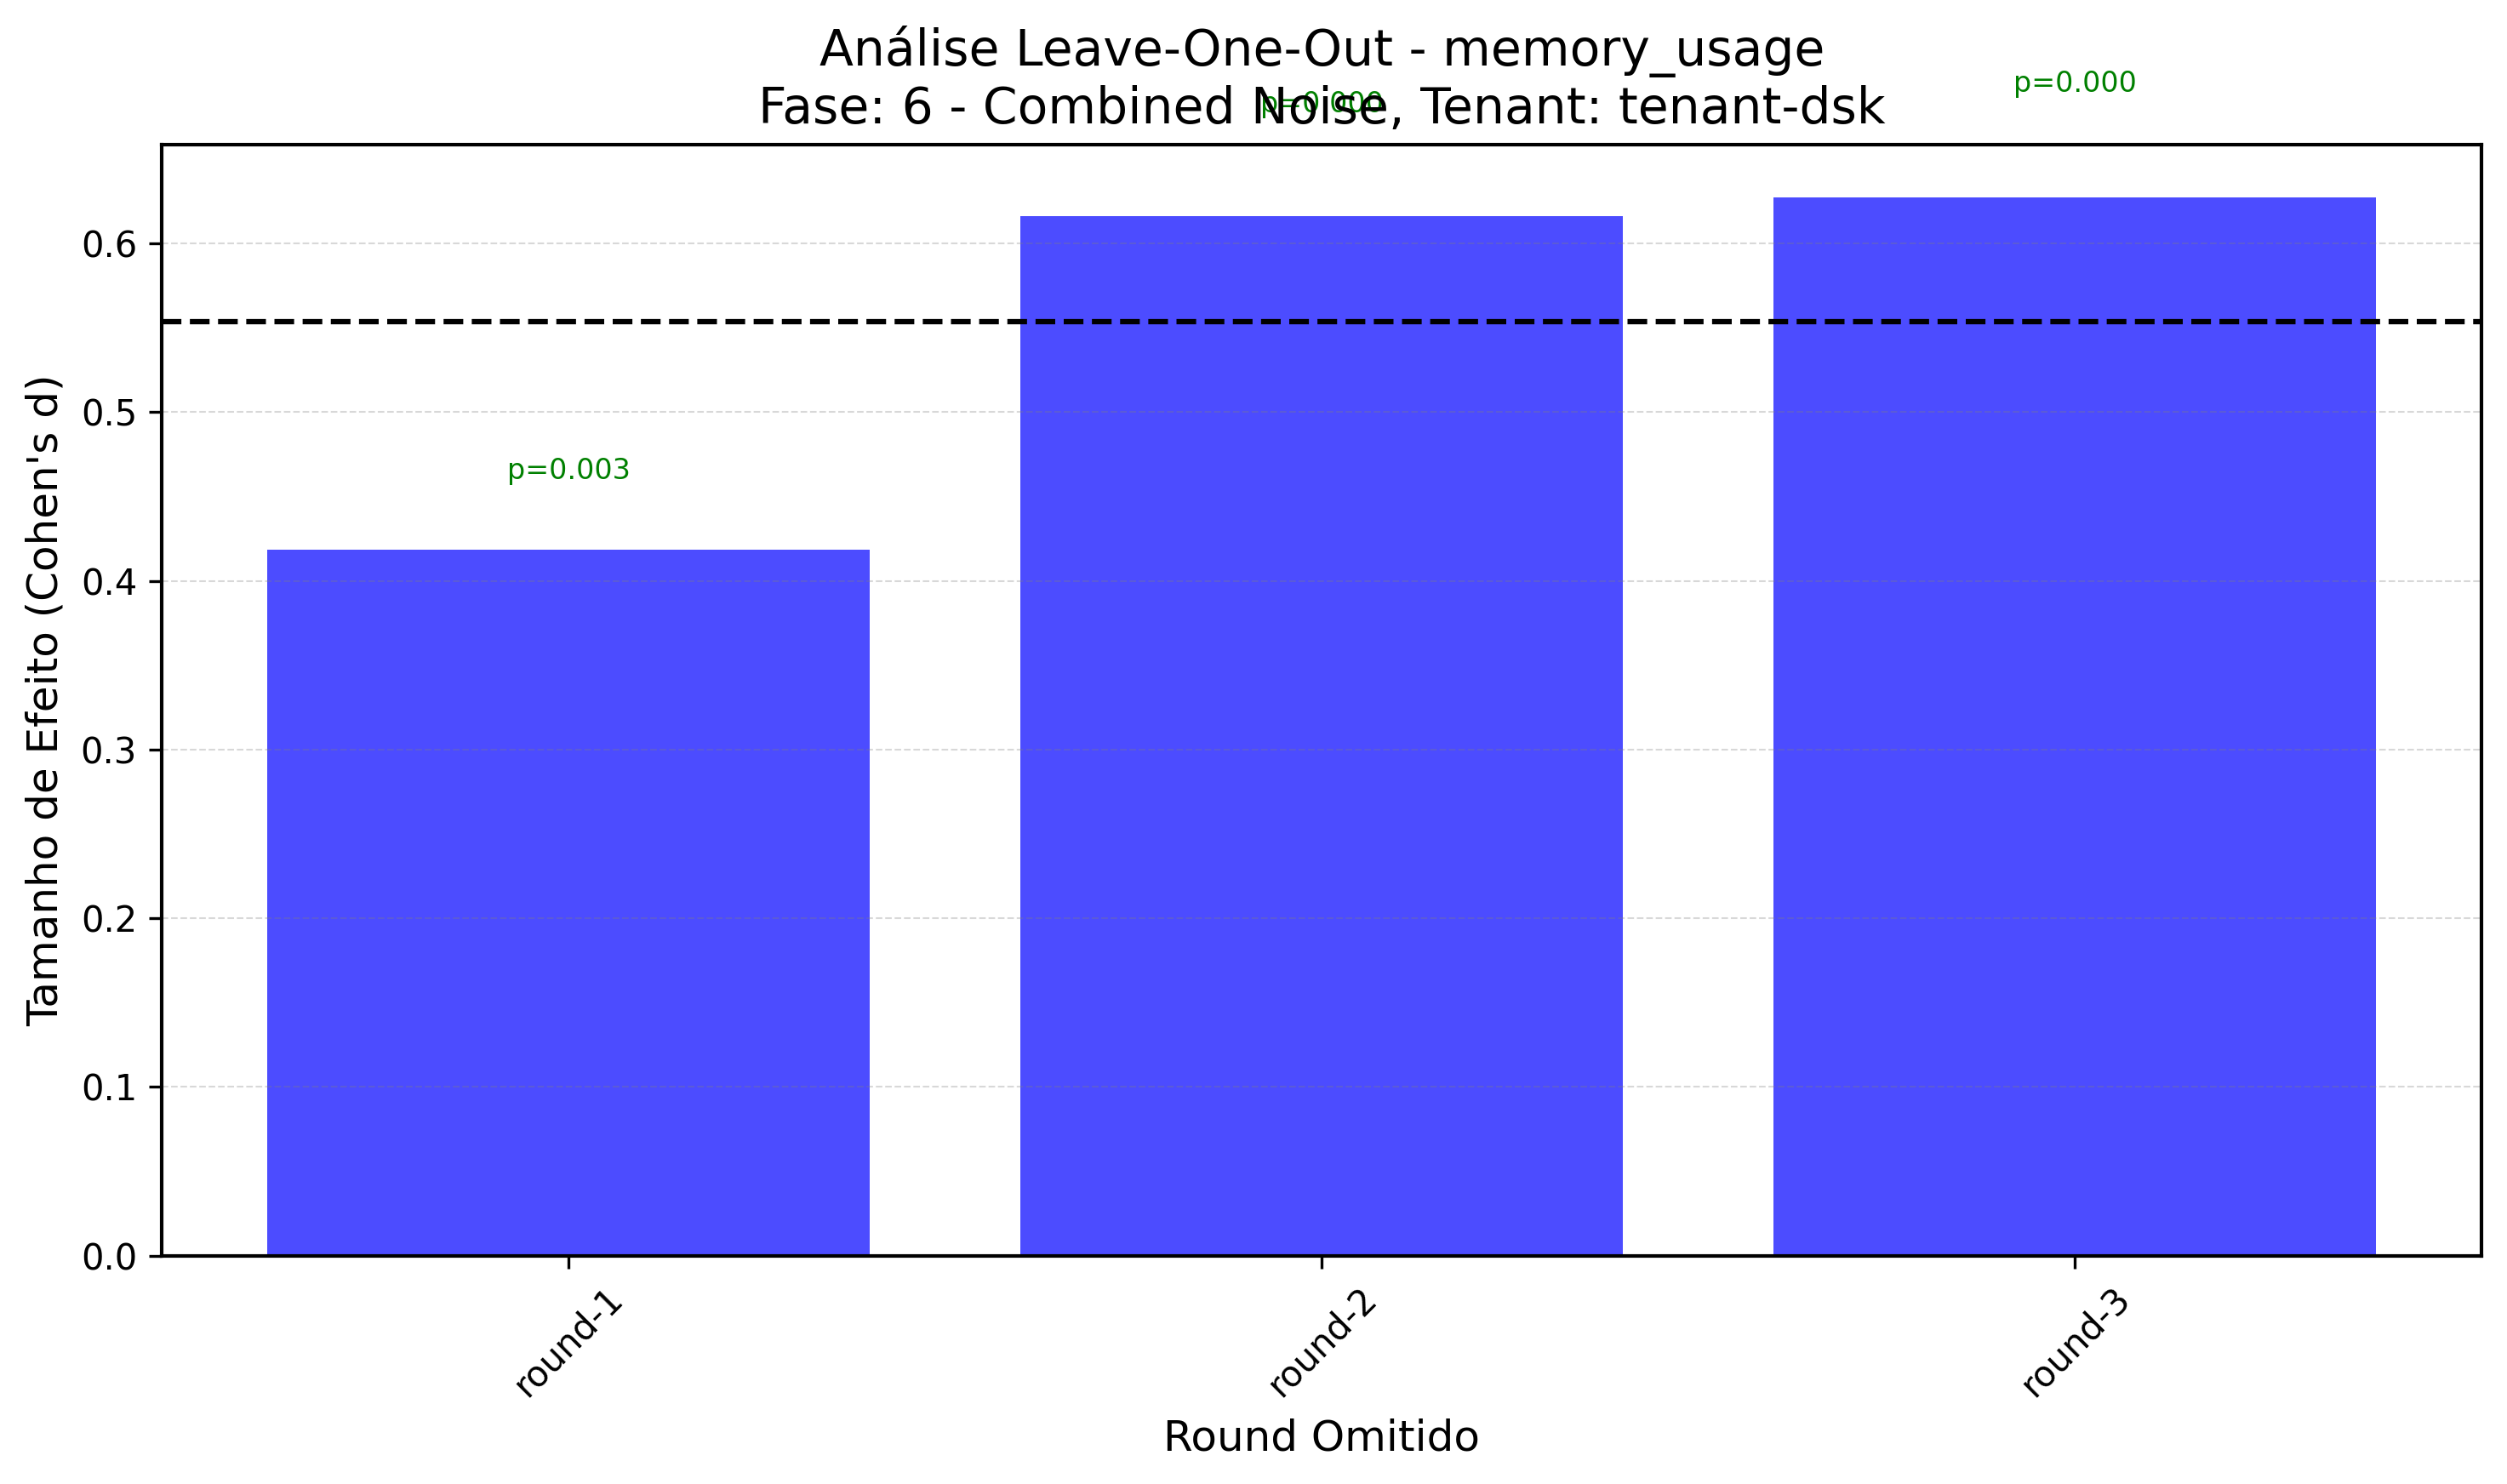 Análise Leave-One-Out - memory_usage
Fase: 6 - Combined Noise, Tenant: tenant-dsk
p=0.000
p=0.000
p=0.003
Tamanho de Efeito (Cohen's d)
0.6
0.5
0.4
0.3
0.2
0.1
0.0
round-1
round-2
round-3
Round Omitido